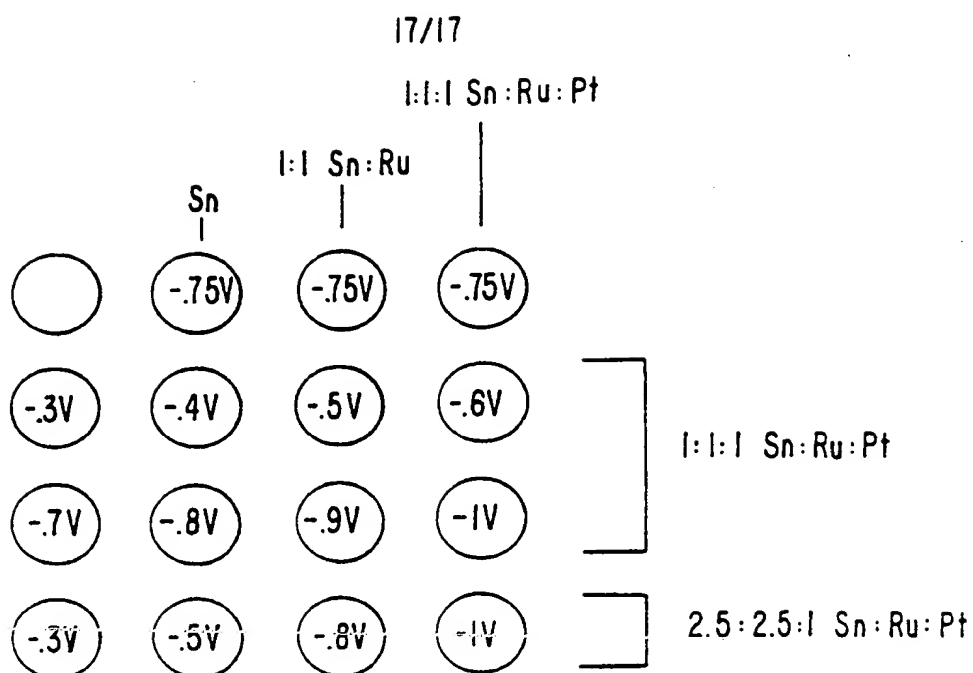 17/17
1:1:1 Sn:Ru:Pt
1:1 Sn:Ru
Sn
-.75V -.75V -.75V
-.3V -.4V -.5V -.6V
1:1:1 Sn:Ru:Pt
-.7V -.8V -.9V -1V
-.3V -.5V -.8V -1V
2.5:2.5:1 Sn:Ru:Pt